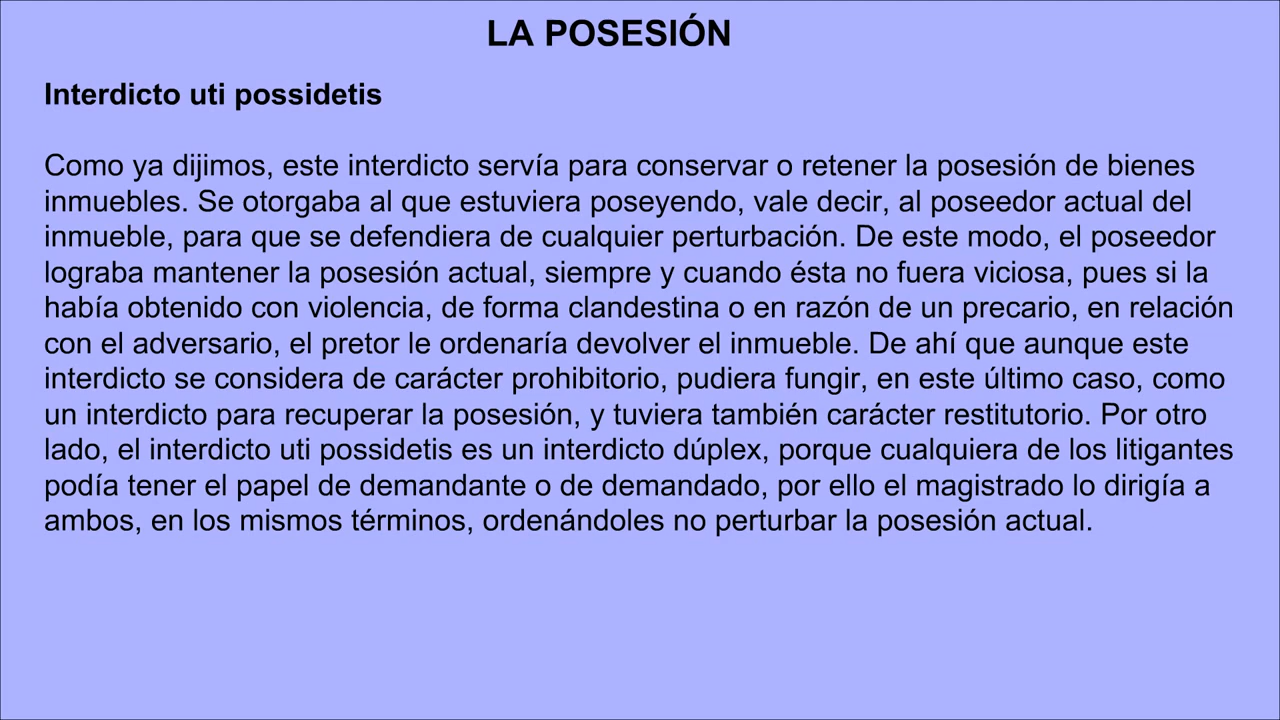 LA POSESIÓN
Interdicto uti possidetis
Como ya dijimos, este interdicto servía para conservar o retener la posesión de bienes
inmuebles. Se otorgaba al que estuviera poseyendo, vale decir, al poseedor actual del
inmueble, para que se defendiera de cualquier perturbación. De este modo, el poseedor
lograba mantener la posesión actual, siempre y cuando ésta no fuera viciosa, pues si la
había obtenido con violencia, de forma clandestina o en razón de un precario, en relación
con el adversario, el pretor le ordenaría devolver el inmueble. De ahí que aunque este
interdicto se considera de carácter prohibitorio, pudiera fungir, en este último caso, como
un interdicto para recuperar la posesión, y tuviera también carácter restitutorio. Por otro
lado, el interdicto uti possidetis es un interdicto dúplex, porque cualquiera de los litigantes
podía tener el papel de demandante o de demandado, por ello el magistrado lo dirigía a
ambos, en los mismos términos, ordenándoles no perturbar la posesión actual.